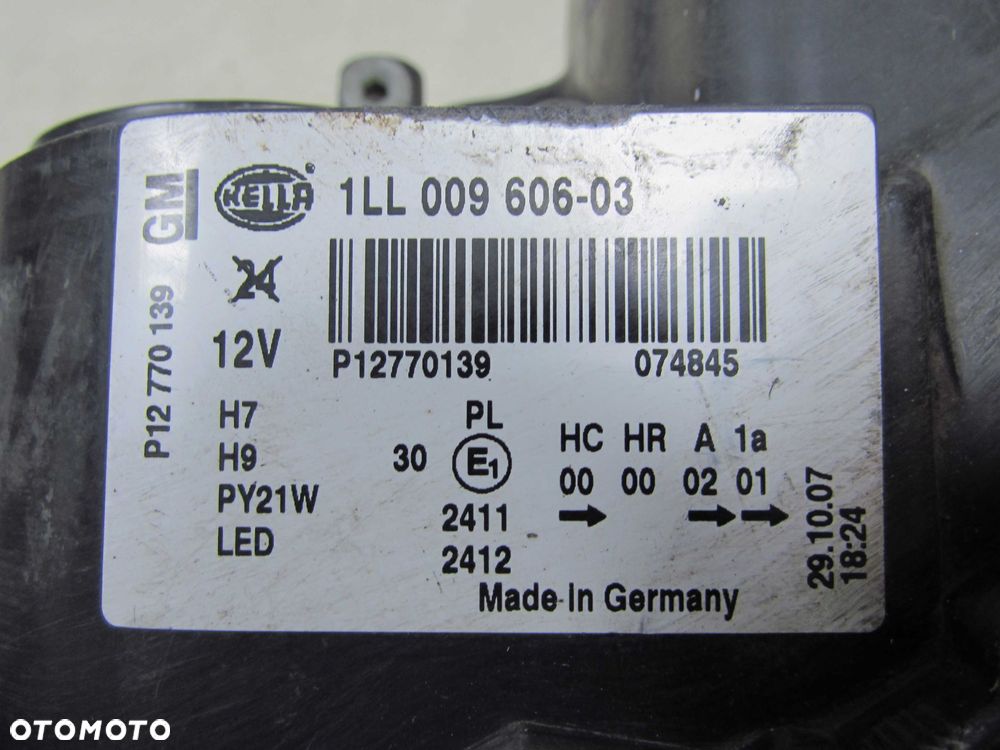 GM
P12 770 139
HELLA ®
1LL 009 606-03
24
12V
P12770139 074845
H7
H9
PY21W
LED
PL
30 E1
2411
2412
HC HR A 1a
00 00 02 01
29.10.07
18:24
Made in Germany
OTOMOTO